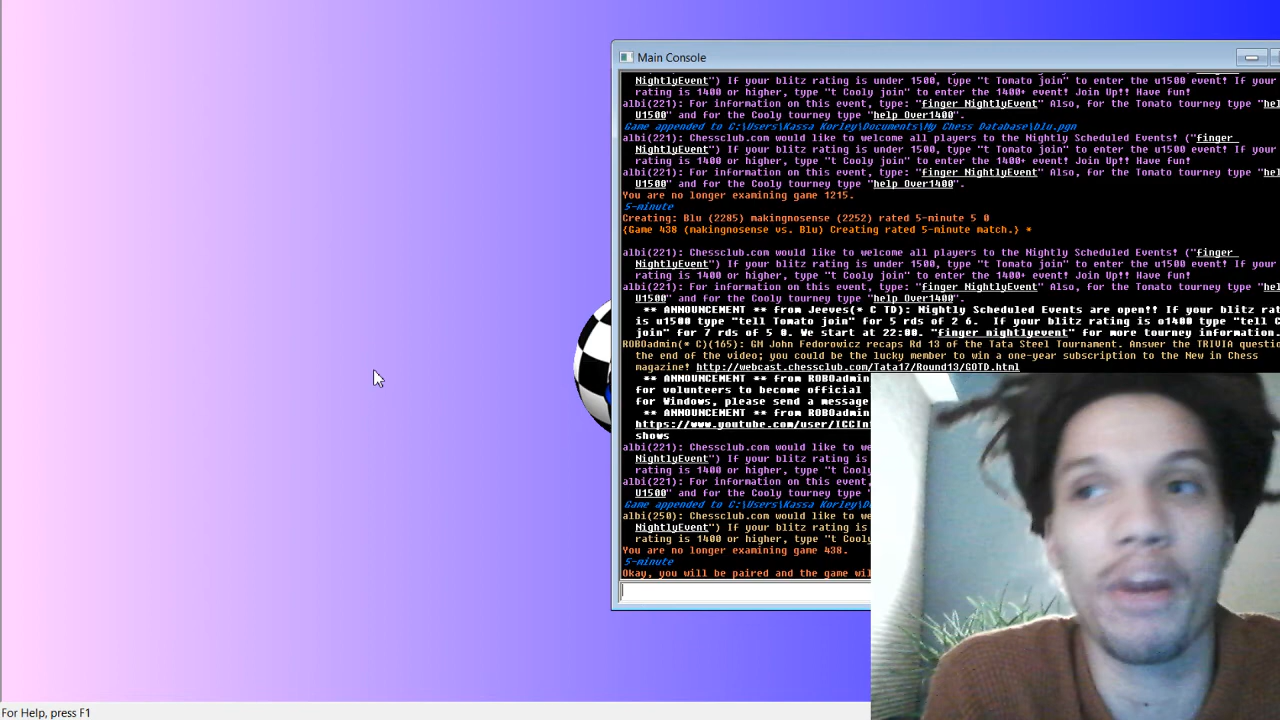 Main Console
NightlyEvent") If your blitz rating is under 1500, type "t Tomato join" to enter the u1500 event! If your
rating is 1400 or higher, type "t Cooly join" to enter the 1400+ event! Join Up!! Have fun!
albi(221): For information on this event, type: "finger NightlyEvent" Also, for the Tomato tourney type "hel
U1500" and for the Cooly tourney type "help Over1400".
Game appended to C:\Users\Kassa Korley\Documents\My Chess Database\blu.pgn
albi(221): Chessclub.com would like to welcome all players to the Nightly Scheduled Events! ("finger
NightlyEvent") If your blitz rating is under 1500, type "t Tomato join" to enter the u1500 event! If your
rating is 1400 or higher, type "t Cooly join" to enter the 1400+ event! Join Up!! Have fun!
albi(221): For information on this event, type: "finger NightlyEvent" Also, for the Tomato tourney type "hel
U1500" and for the Cooly tourney type "help Over1400".
You are no longer examining game 1215.
5-minute
Creating: Blu (2285) makingnosense (2252) rated 5-minute 5 0
{Game 438 (makingnosense vs. Blu) Creating rated 5-minute match.} *
albi(221): Chessclub.com would like to welcome all players to the Nightly Scheduled Events! ("finger
NightlyEvent") If your blitz rating is under 1500, type "t Tomato join" to enter the u1500 event! If your
rating is 1400 or higher, type "t Cooly join" to enter the 1400+ event! Join Up!! Have fun!
albi(221): For information on this event, type: "finger NightlyEvent" Also, for the Tomato tourney type "hel
U1500" and for the Cooly tourney type "help Over1400".
** ANNOUNCEMENT ** from Jeeves(* C TD): Nightly Scheduled Events are open!! If your blitz
is u1500 type "tell Tomato join" for 5 rds of 2 6. If your blitz rating is o1400 type "tell C
join" for 7 rds of 5 0. We start at 22:00. "finger nightlyevent" for more tournament information.
ROBOadmin(* C)(165): GM John Fedorowicz recaps Rd 13 of the Tata Steel Tournament. Answer the TRIVIA questio
the end of the video; you could be the lucky member to win a one-year subscription to the New in Chess
magazine! http://webcast.chessclub.com/Tata17/Round13/GOTD.html
** ANNOUNCEMENT ** from ROBOadmin
for volunteers to become official
for Windows, please send a message
** ANNOUNCEMENT ** from ROBOadmin
https://www.youtube.com/user/ICCInt
shows
albi(221): Chessclub.com would like to we
NightlyEvent") If your blitz rating is
rating is 1400 or higher, type "t Cooly
albi(221): For information on this event,
U1500" and for the Cooly tourney type "
Game appended to C:\Users\Kassa Korley\D
albi(250): Chessclub.com would like to we
NightlyEvent") If your blitz rating is
rating is 1400 or higher, type "t Cooly
You are no longer examining game 438.
5-minute
Okay, you will be paired and the game wil
For Help, press F1